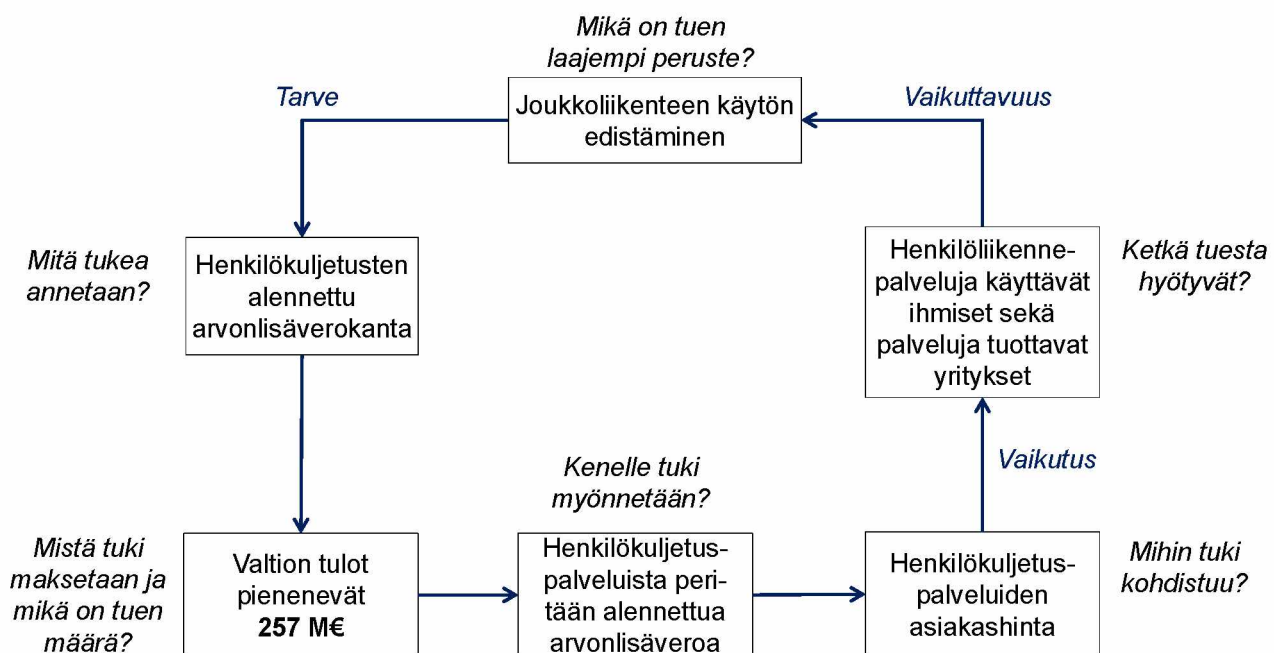 Mikä on tuen
laajempi peruste?
Tarve
Joukkoliikenteen käytön
edistäminen
Vaikuttavuus
Mitä tukea
annetaan?
Henkilökuljetusten
alennettu
arvonlisäverokanta
Henkilöliikenne-
palveluja käyttävät
ihmiset sekä
palveluja tuottavat
yritykset
Ketkä tuesta
hyötyvät?
Vaikutus
Kenelle tuki
myönnetään?
Mistä tuki
maksetaan ja
mikä on tuen
määrä?
Valtion tulot
pienenevät
257 M€
Henkilökuljetus-
palveluista peri-
tään alennettua
arvonlisäveroa
Henkilökuljetus-
palveluiden
asiakashinta
Mihin tuki
kohdistuu?